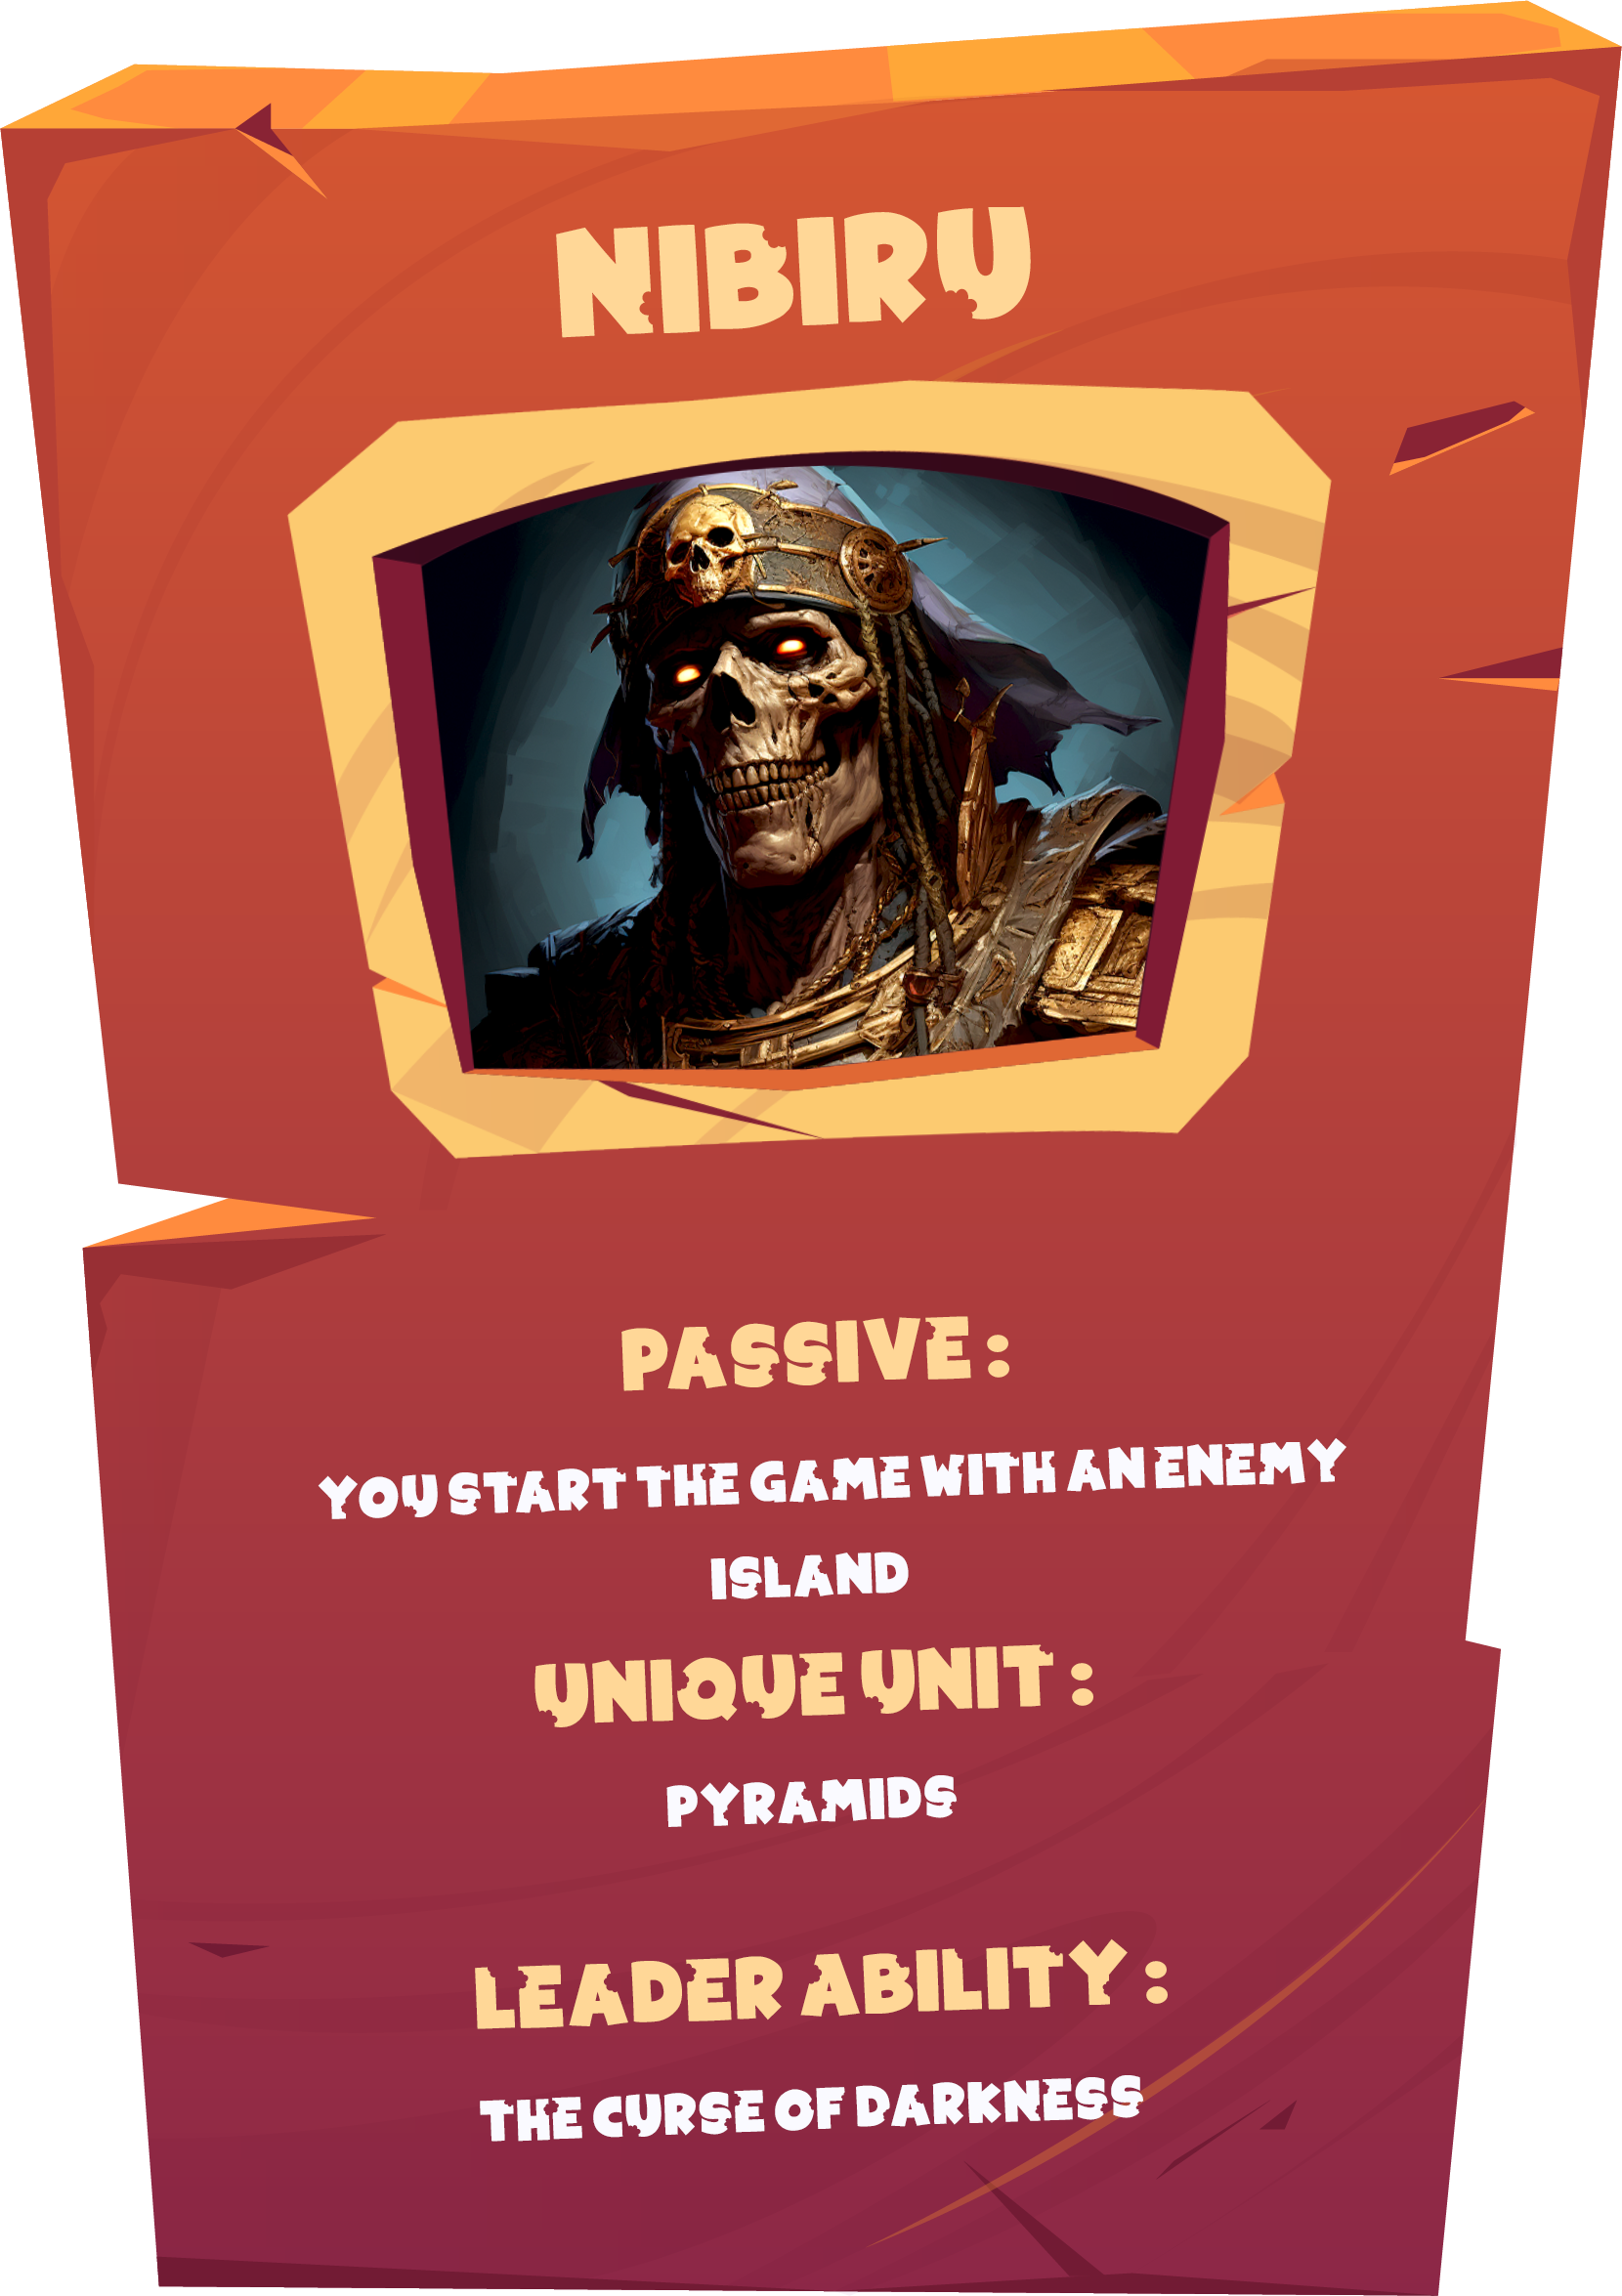 NIBIRU
PASSIVE :
YOU START THE GAME WITH AN ENEMY
ISLAND
UNIQUE UNIT :
PYRAMIDS
LEADER ABILITY :
THE CURSE OF DARKNESS